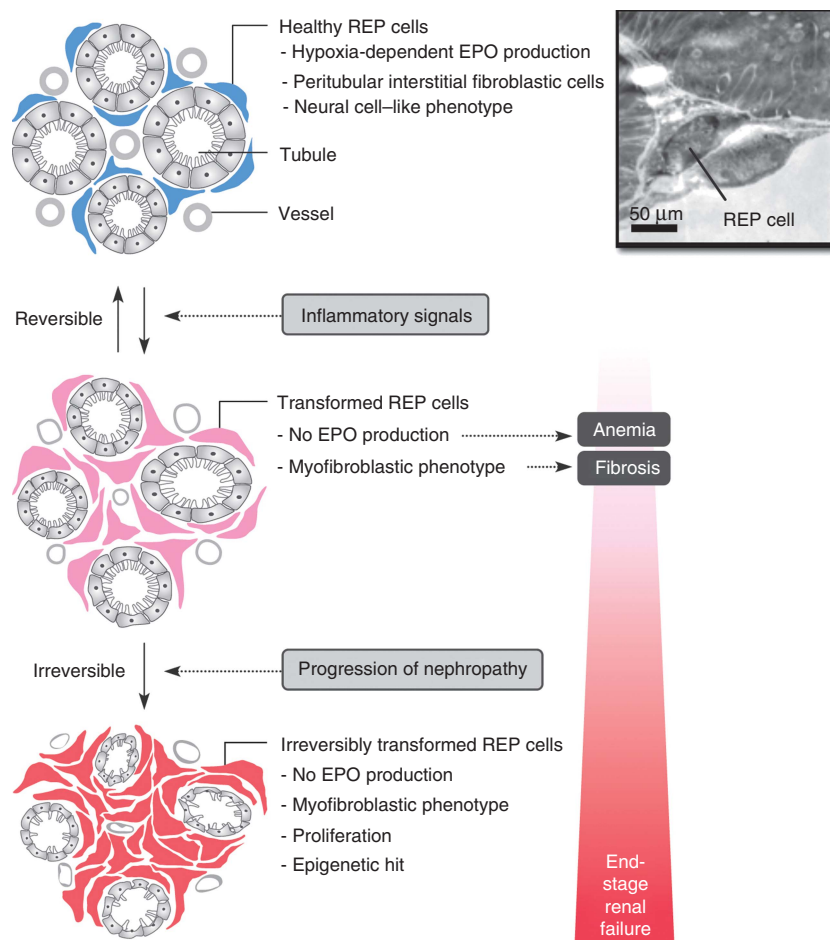 Healthy REP cells
- Hypoxia-dependent EPO production
- Peritubular interstitial fibroblastic cells
- Neural cell–like phenotype
Tubule
Vessel
50 μm
REP cell
Reversible
Inflammatory signals
Transformed REP cells
- No EPO production
- Myofibroblastic phenotype
Anemia
Fibrosis
Irreversible
Progression of nephropathy
Irreversibly transformed REP cells
- No EPO production
- Myofibroblastic phenotype
- Proliferation
- Epigenetic hit
End-
stage
renal
failure